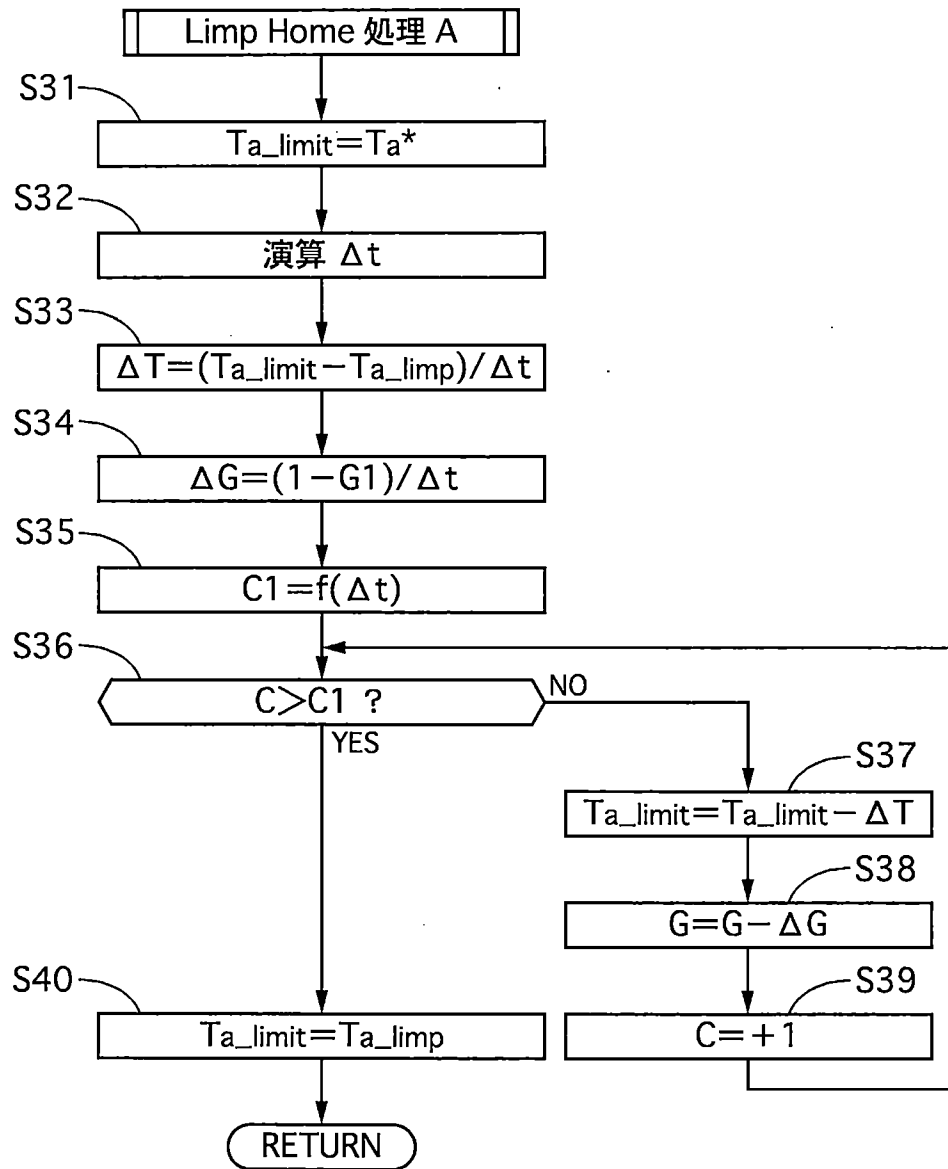 Limp Home 処理 A
S31
Ta_limit=Ta*
S32
演算 Δt
S33
ΔT=(Ta_limit−Ta_limp)/Δt
S34
ΔG=(1−G1)/Δt
S35
C1=f(Δt)
S36
C>C1 ?
NO
YES
S37
Ta_limit=Ta_limit−ΔT
S38
G=G−ΔG
S39
C=+1
S40
Ta_limit=Ta_limp
RETURN